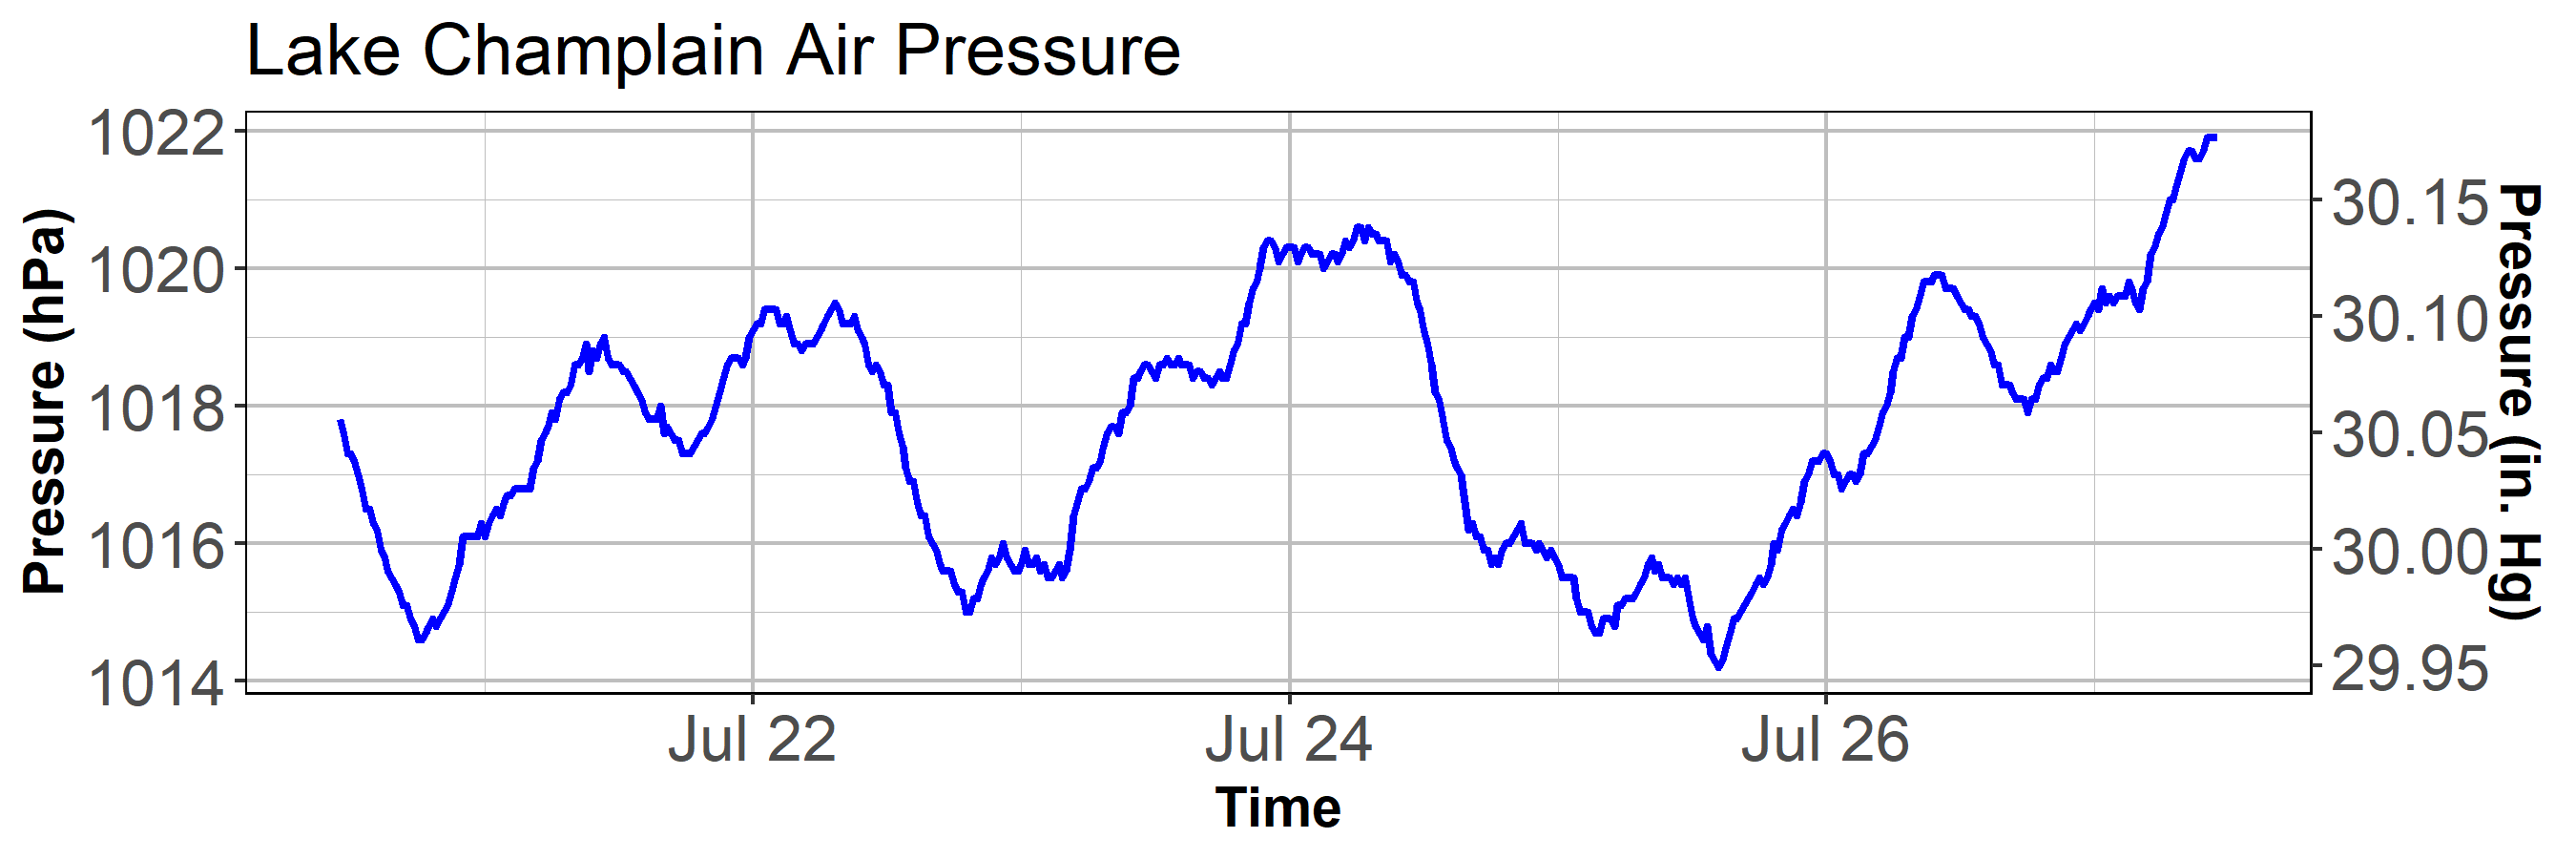 Lake Champlain Air Pressure
Pressure (hPa)
1022
1020
1018
1016
1014
30.15
30.10
30.05
30.00
29.95
Pressure (in. Hg)
Jul 22 Jul 24 Jul 26
Time